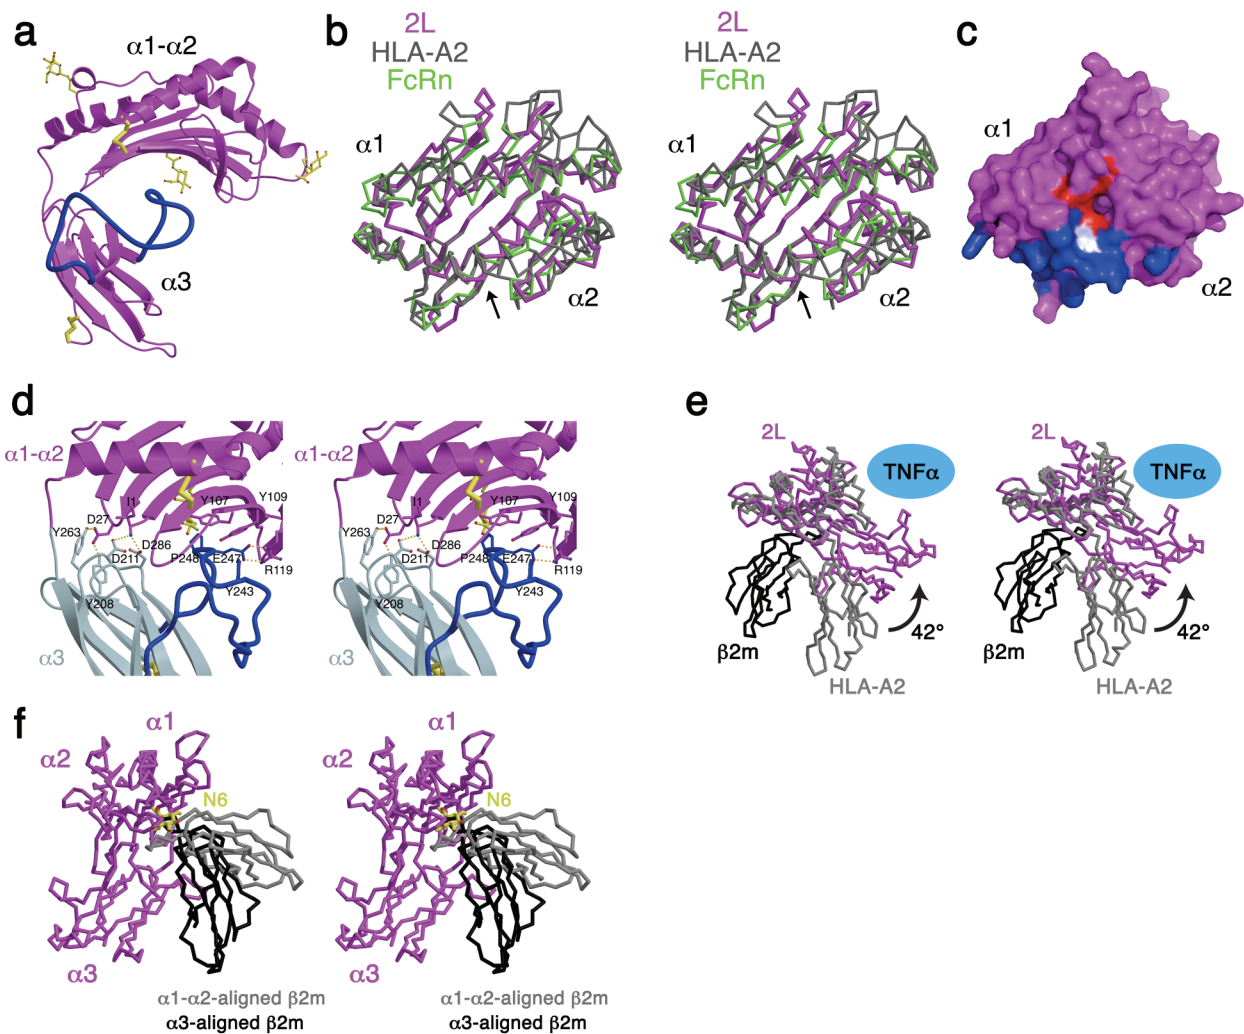 a
α1-α2
α3
b
2L
HLA-A2
FcRn
α1
α2
2L
HLA-A2
FcRn
α1
α2
c
α1
α2
d
α1-α2
I1
Y107
Y109
Y263
D27
D286
D211
P248
E247
R119
Y208
Y243
α3
α1-α2
I1
Y107
Y109
Y263
D27
D286
D211
P248
E247
R119
Y208
Y243
α3
e
2L
TNFα
42°
β2m
HLA-A2
2L
TNFα
42°
β2m
HLA-A2
f
α1
α2
N6
α3
α1-α2-aligned β2m
α3-aligned β2m
α1
α2
N6
α3
α1-α2-aligned β2m
α3-aligned β2m